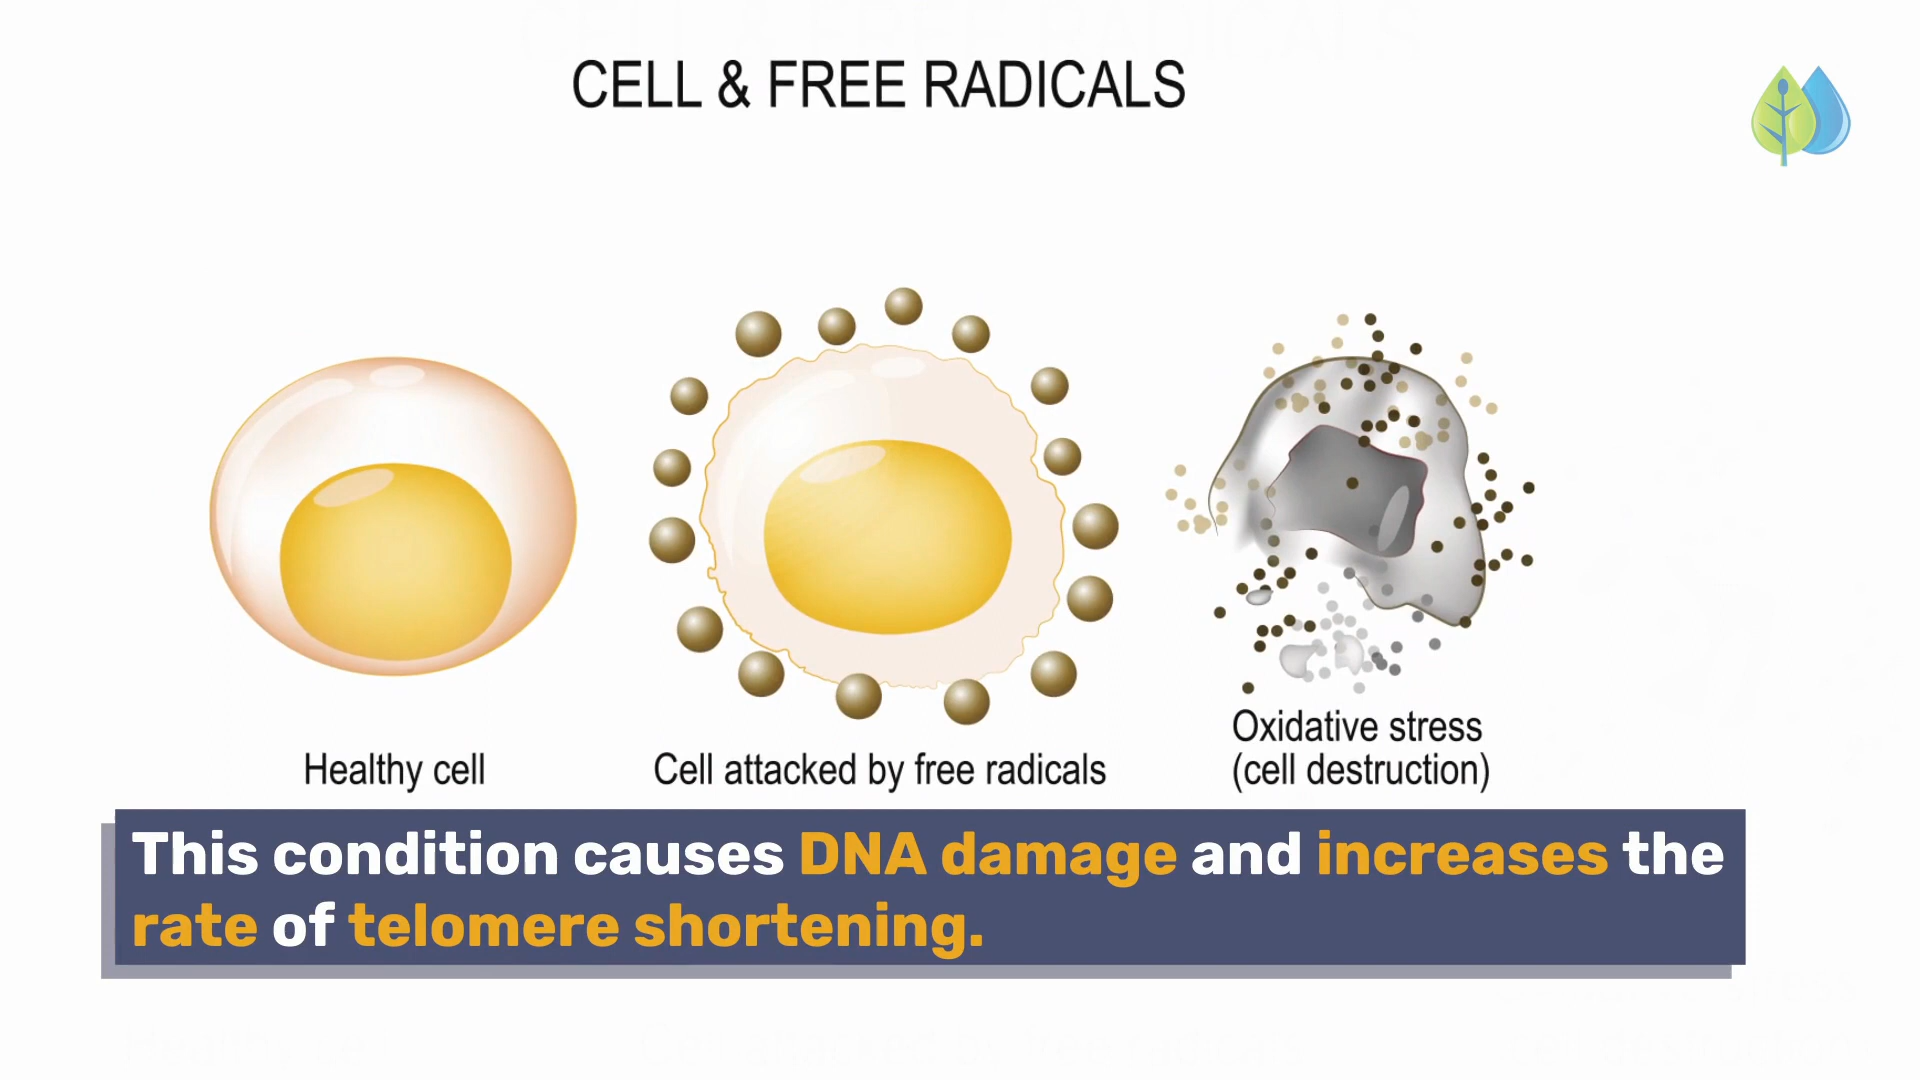 CELL & FREE RADICALS
Healthy cell
Cell attacked by free radicals
Oxidative stress
(cell destruction)
This condition causes DNA damage and increases the
rate of telomere shortening.